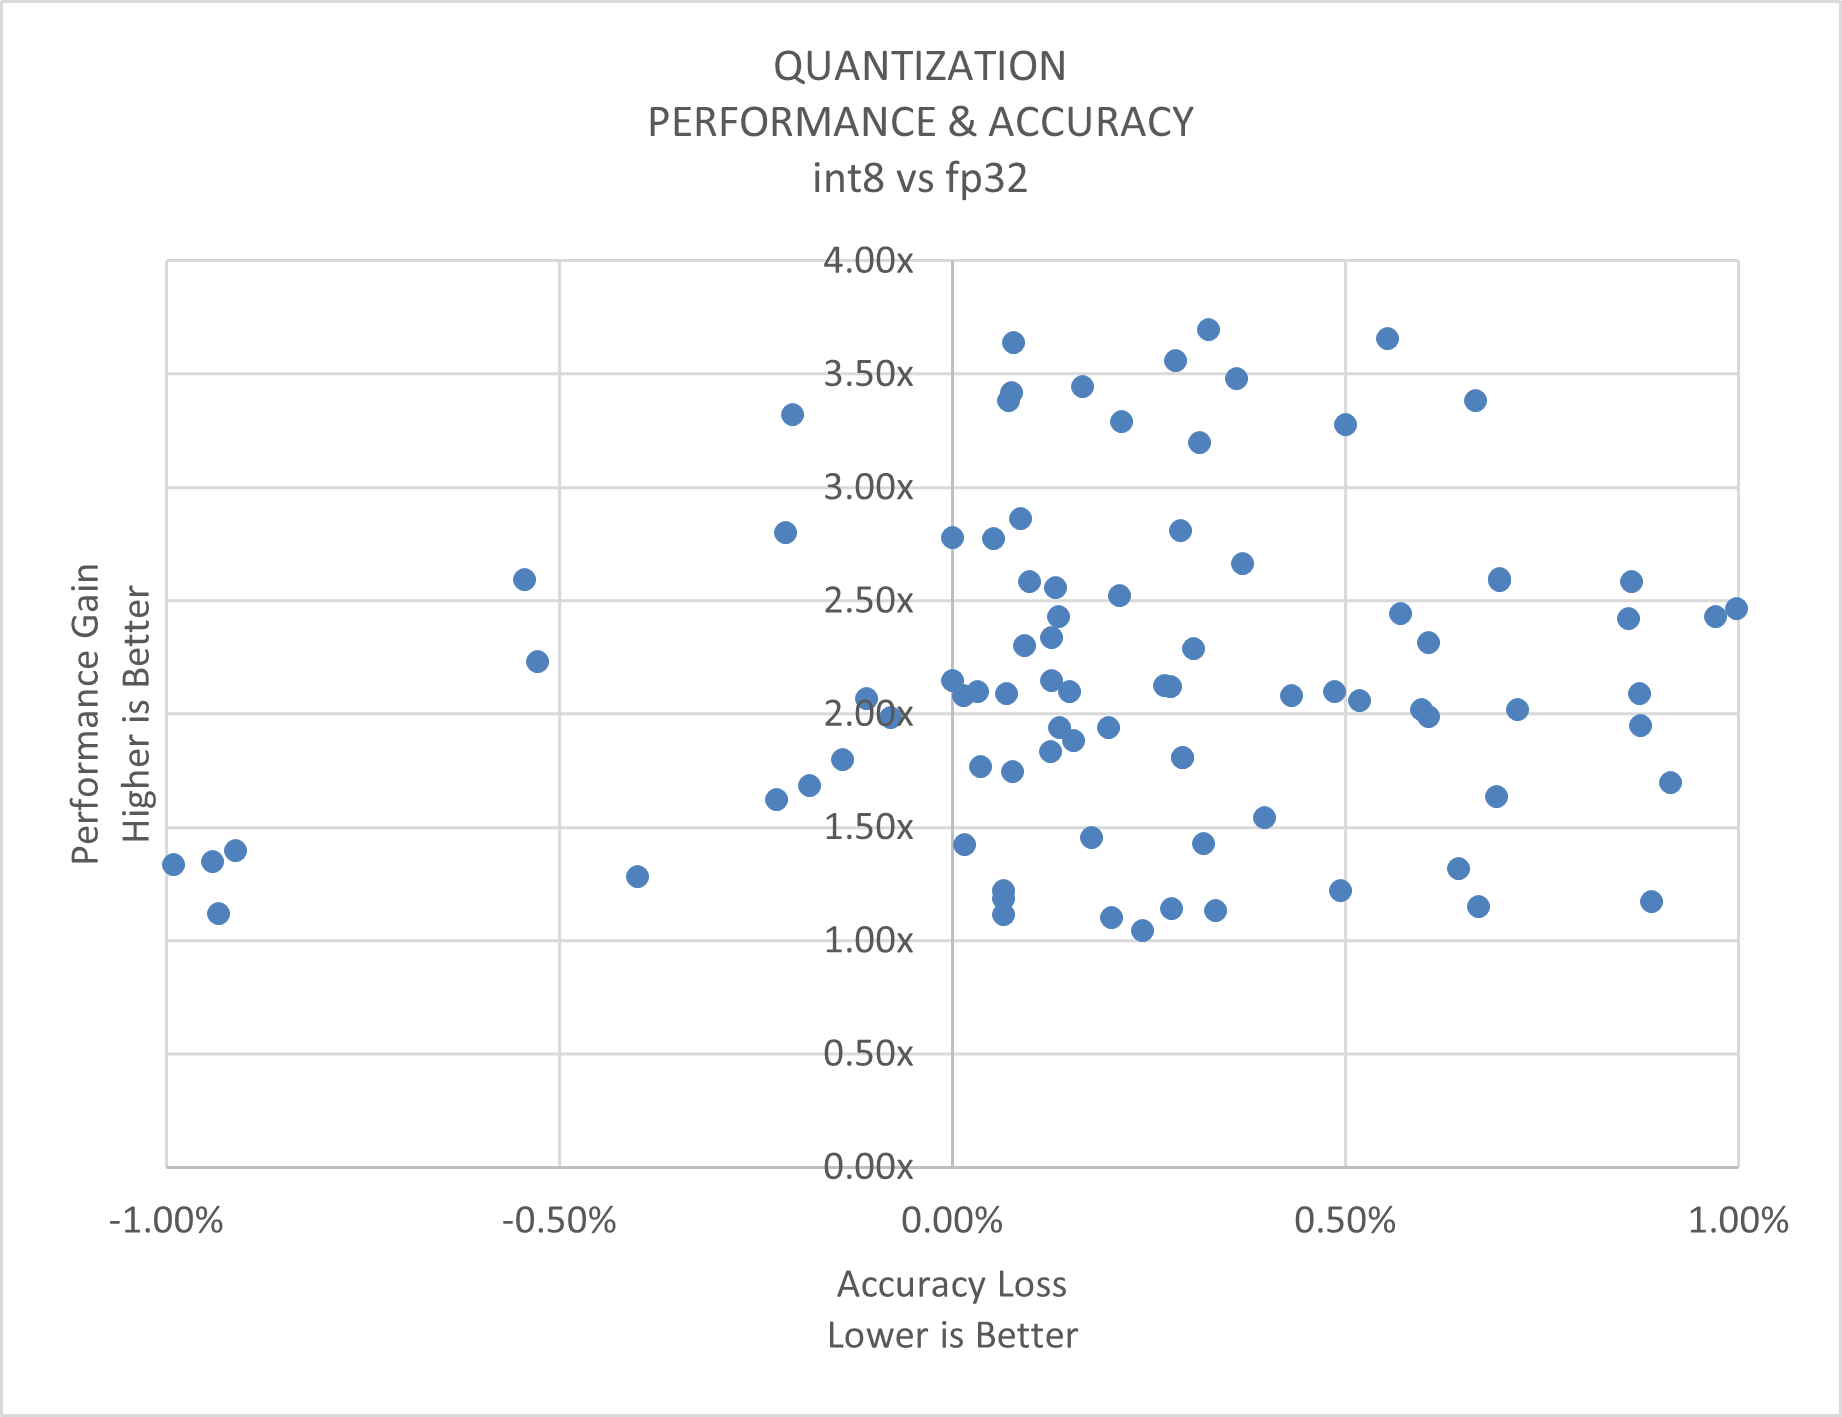 QUANTIZATION
PERFORMANCE & ACCURACY
int8 vs fp32
4.00x
3.50x
3.00x
2.50x
2.00x
1.50x
1.00x
0.50x
0.00x
Performance Gain
Higher is Better
-1.00%
-0.50%
0.00%
0.50%
1.00%
Accuracy Loss
Lower is Better